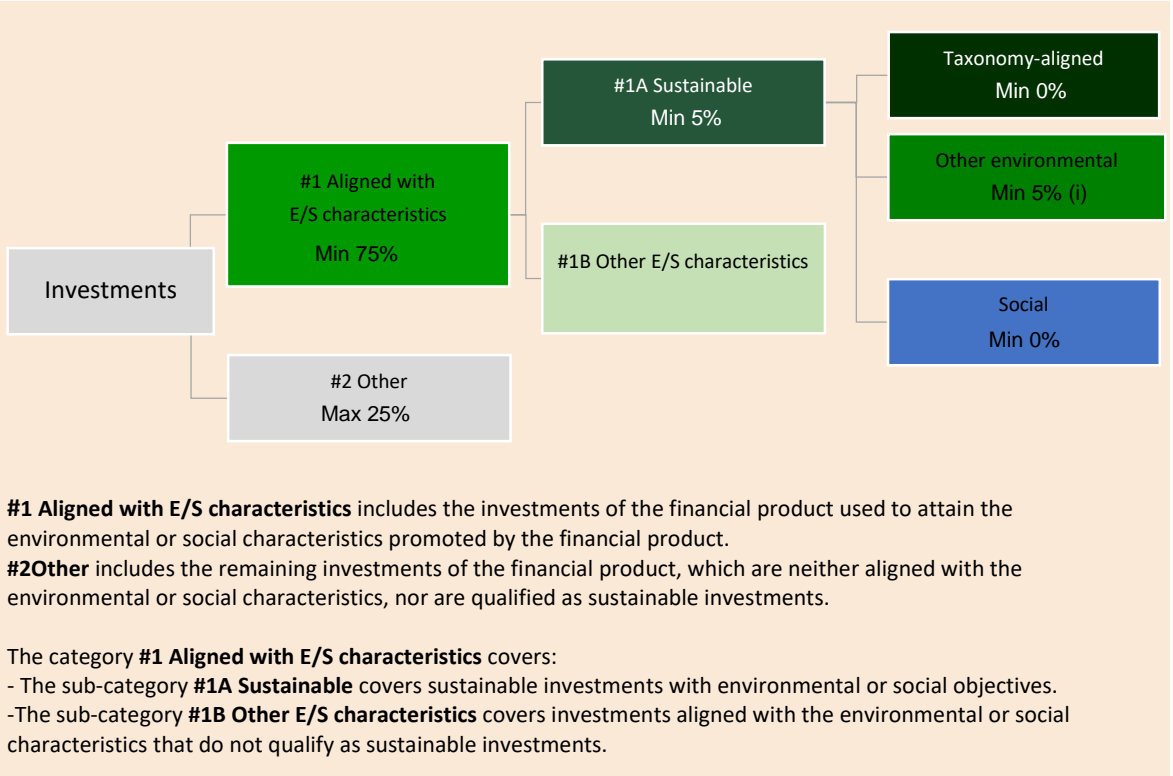 Investments
#1 Aligned with
E/S characteristics
Min 75%
#2 Other
Max 25%
#1A Sustainable
Min 5%
#1B Other E/S characteristics
Taxonomy-aligned
Min 0%
Other environmental
Min 5% (i)
Social
Min 0%
#1 Aligned with E/S characteristics includes the investments of the financial product used to attain the
environmental or social characteristics promoted by the financial product.
#2Other includes the remaining investments of the financial product, which are neither aligned with the
environmental or social characteristics, nor are qualified as sustainable investments.
The category #1 Aligned with E/S characteristics covers:
- The sub-category #1A Sustainable covers sustainable investments with environmental or social objectives.
-The sub-category #1B Other E/S characteristics covers investments aligned with the environmental or social
characteristics that do not qualify as sustainable investments.